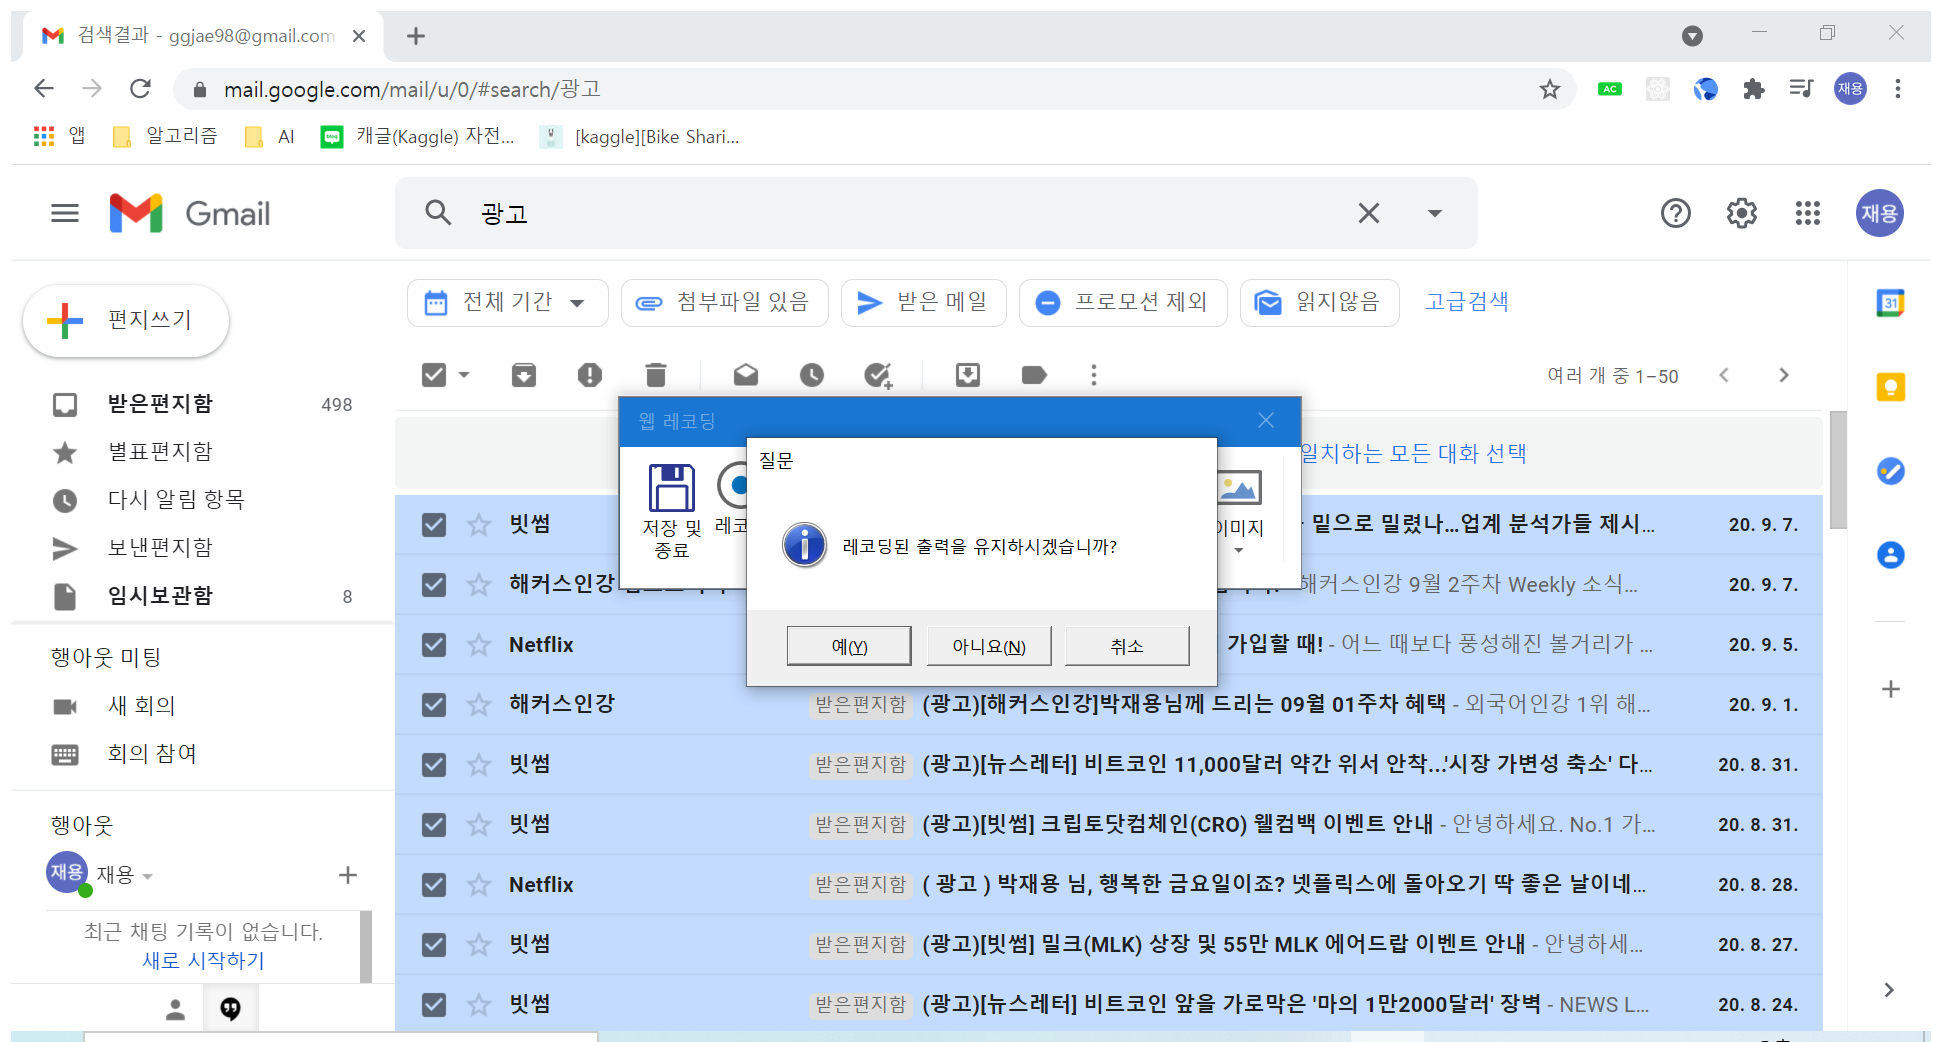 검색결과 - ggjae98@gmail.com
mail.google.com/mail/u/0/#search/광고
AC
재용
앱
알고리즘
AI
blog
캐글(Kaggle) 자전...
[kaggle][Bike Shari...
Gmail
광고
재용
편지쓰기
전체 기간
첨부파일 있음
받은 메일
프로모션 제외
읽지않음
고급검색
31
여러 개 중 1–50
받은편지함 498
별표편지함
다시 알림 항목
보낸편지함
임시보관함 8
행아웃 미팅
새 회의
회의 참여
행아웃
재용 재용
최근 채팅 기록이 없습니다.
새로 시작하기
일치하는 모든 대화 선택
웹 레코딩
저장 및
종료
레코
이미지
질문
레코딩된 출력을 유지하시겠습니까?
예(Y) 아니요(N) 취소
빗썸 밑으로 밀렸나...업계 분석가들 제시... 20. 9. 7.
해커스인강 해커스인강 9월 2주차 Weekly 소식... 20. 9. 7.
Netflix 가입할 때! - 어느 때보다 풍성해진 볼거리가 ... 20. 9. 5.
해커스인강 받은편지함 (광고)[해커스인강]박재용님께 드리는 09월 01주차 혜택 - 외국어인강 1위 해... 20. 9. 1.
빗썸 받은편지함 (광고)[뉴스레터] 비트코인 11,000달러 약간 위서 안착...'시장 가변성 축소' 다... 20. 8. 31.
빗썸 받은편지함 (광고)[빗썸] 크립토닷컴체인(CRO) 웰컴백 이벤트 안내 - 안녕하세요. No.1 가... 20. 8. 31.
Netflix 받은편지함 ( 광고 ) 박재용 님, 행복한 금요일이죠? 넷플릭스에 돌아오기 딱 좋은 날이네... 20. 8. 28.
빗썸 받은편지함 (광고)[빗썸] 밀크(MLK) 상장 및 55만 MLK 에어드랍 이벤트 안내 - 안녕하세... 20. 8. 27.
빗썸 받은편지함 (광고)[뉴스레터] 비트코인 앞을 가로막은 '마의 1만2000달러' 장벽 - NEWS L... 20. 8. 24.